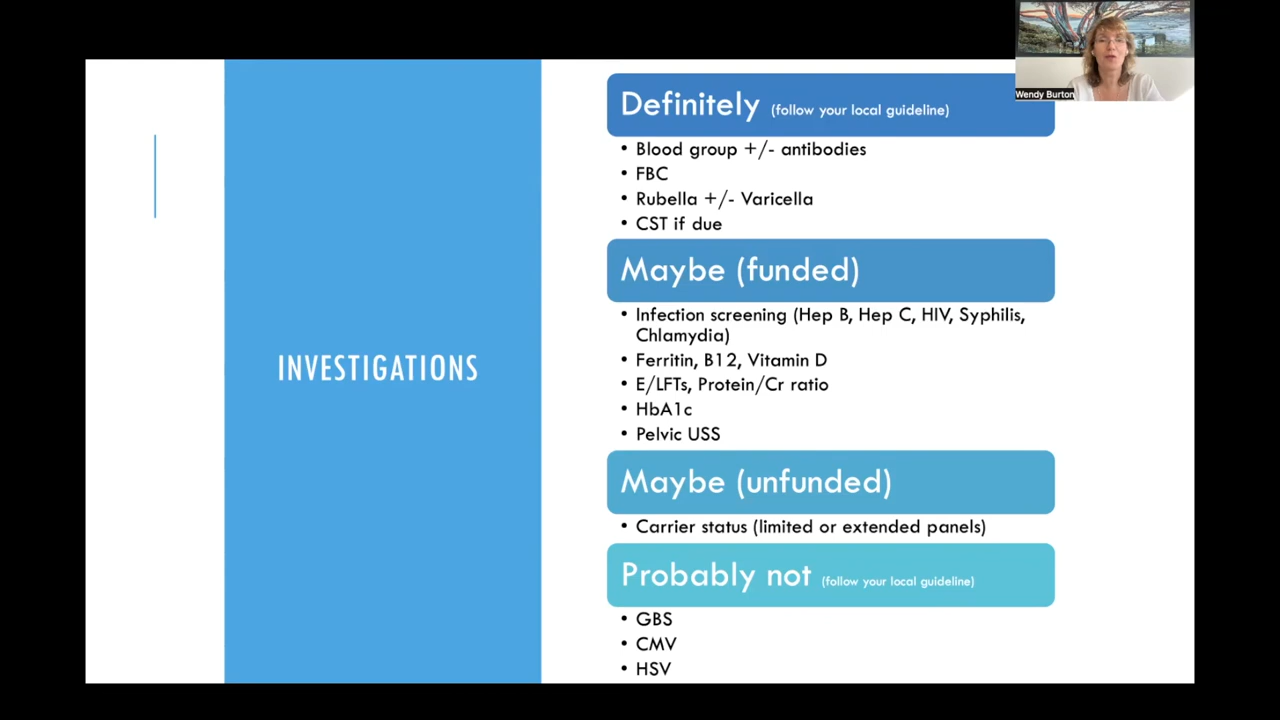 Wendy Burton
INVESTIGATIONS
Definitely (follow your local guideline)
• Blood group +/- antibodies
• FBC
• Rubella +/- Varicella
• CST if due
Maybe (funded)
• Infection screening (Hep B, Hep C, HIV, Syphilis,
Chlamydia)
• Ferritin, B12, Vitamin D
• E/LFTs, Protein/Cr ratio
• HbA1c
• Pelvic USS
Maybe (unfunded)
• Carrier status (limited or extended panels)
Probably not (follow your local guideline)
• GBS
• CMV
• HSV